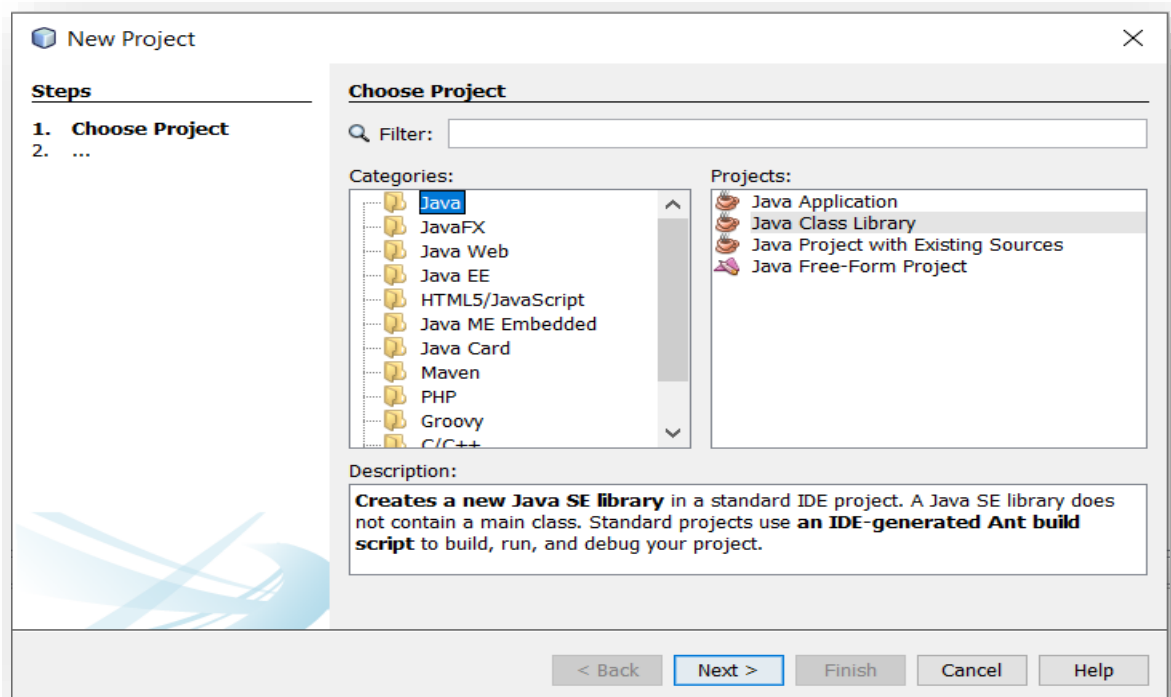 New Project
Steps
1. Choose Project
2. ...
Choose Project
Filter:
Categories:
Java
JavaFX
Java Web
Java EE
HTML5/JavaScript
Java ME Embedded
Java Card
Maven
PHP
Groovy
C/C++
Projects:
Java Application
Java Class Library
Java Project with Existing Sources
Java Free-Form Project
Description:
Creates a new Java SE library in a standard IDE project. A Java SE library does
not contain a main class. Standard projects use an IDE-generated Ant build
script to build, run, and debug your project.
< Back Next > Finish Cancel Help